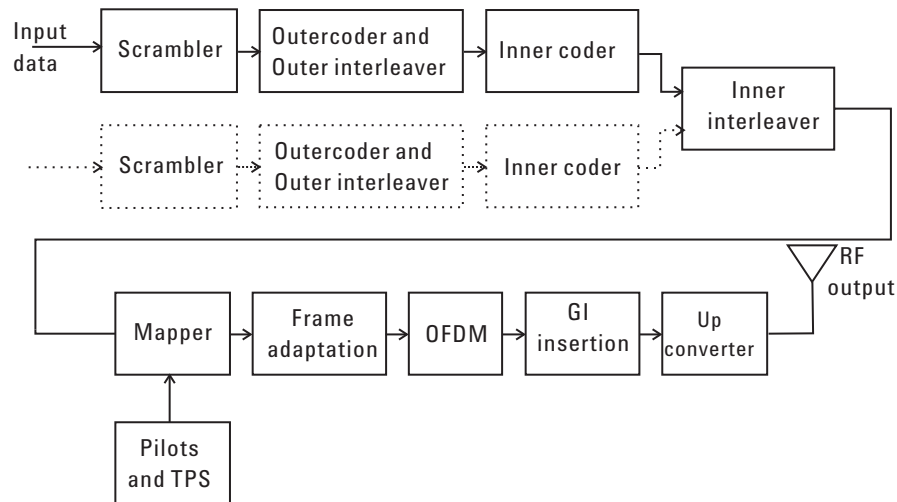 Input
data
Scrambler
Outercoder and
Outer interleaver
Inner coder
Inner
interleaver
Scrambler
Outercoder and
Outer interleaver
Inner coder
RF
output
Mapper
Frame
adaptation
OFDM
GI
insertion
Up
converter
Pilots
and TPS